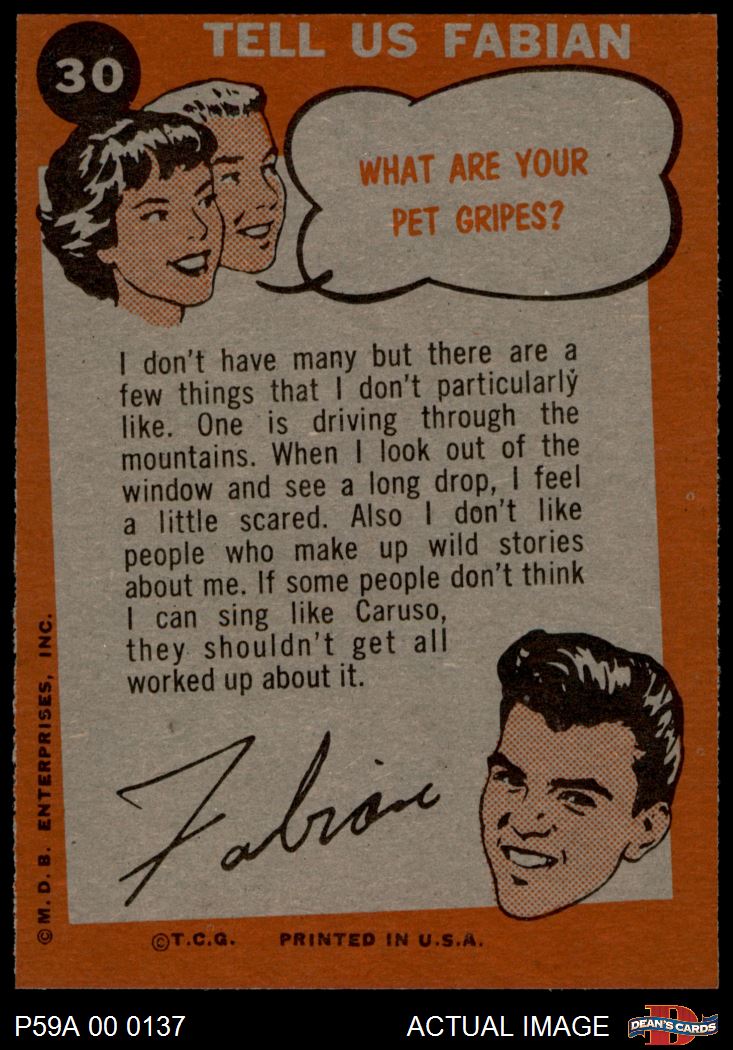 TELL US FABIAN
30
WHAT ARE YOUR
PET GRIPES?
I don't have many but there are a
few things that I don't particularly
like. One is driving through the
mountains. When I look out of the
window and see a long drop, I feel
a little scared. Also I don't like
people who make up wild stories
about me. If some people don't think
I can sing like Caruso,
they shouldn't get all
worked up about it.
Fabian
© M. D. B. ENTERPRISES, INC.
©T.C.G. PRINTED IN U.S.A.
P59A 00 0137 ACTUAL IMAGE
D
DEAN'S CARDS